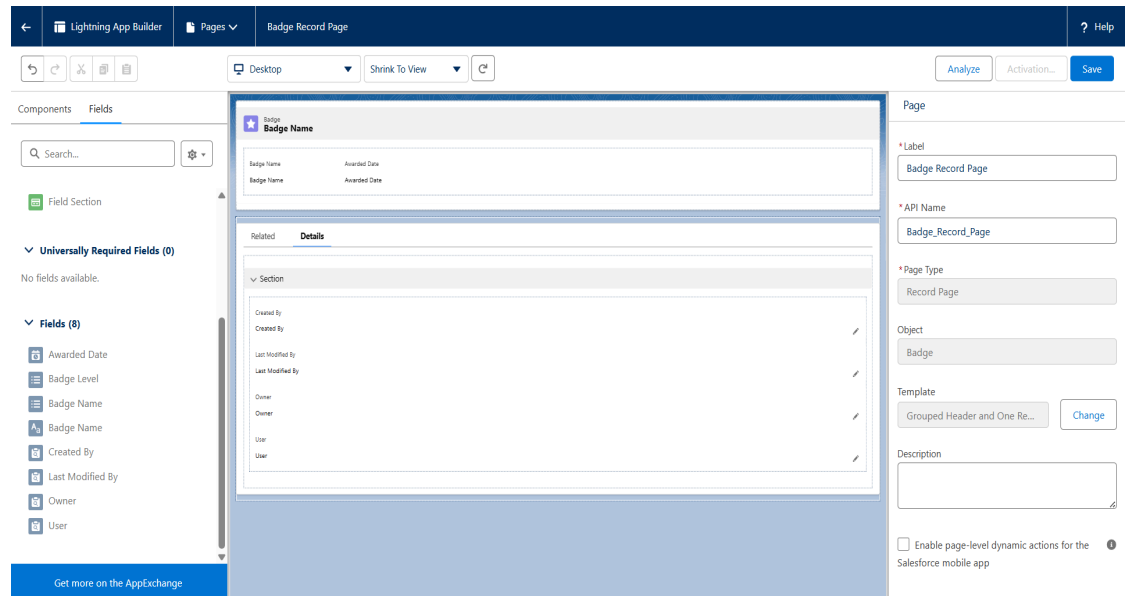 Lightning App Builder
Pages
Badge Record Page
? Help
Desktop
Shrink To View
Analyze
Activation...
Save
Components
Fields
Search...
Field Section
Universally Required Fields (0)
No fields available.
Fields (8)
Awarded Date
Badge Level
Badge Name
Badge Name
Created By
Last Modified By
Owner
User
Get more on the AppExchange
Badge
Badge Name
Badge Name Awarded Date
Badge Name Awarded Date
Related Details
Section
Created By
Created By
Last Modified By
Last Modified By
Owner
Owner
User
User
Page
*Label
Badge Record Page
*API Name
Badge_Record_Page
*Page Type
Record Page
Object
Badge
Template
Grouped Header and One Re...
Change
Description
Enable page-level dynamic actions for the
Salesforce mobile app